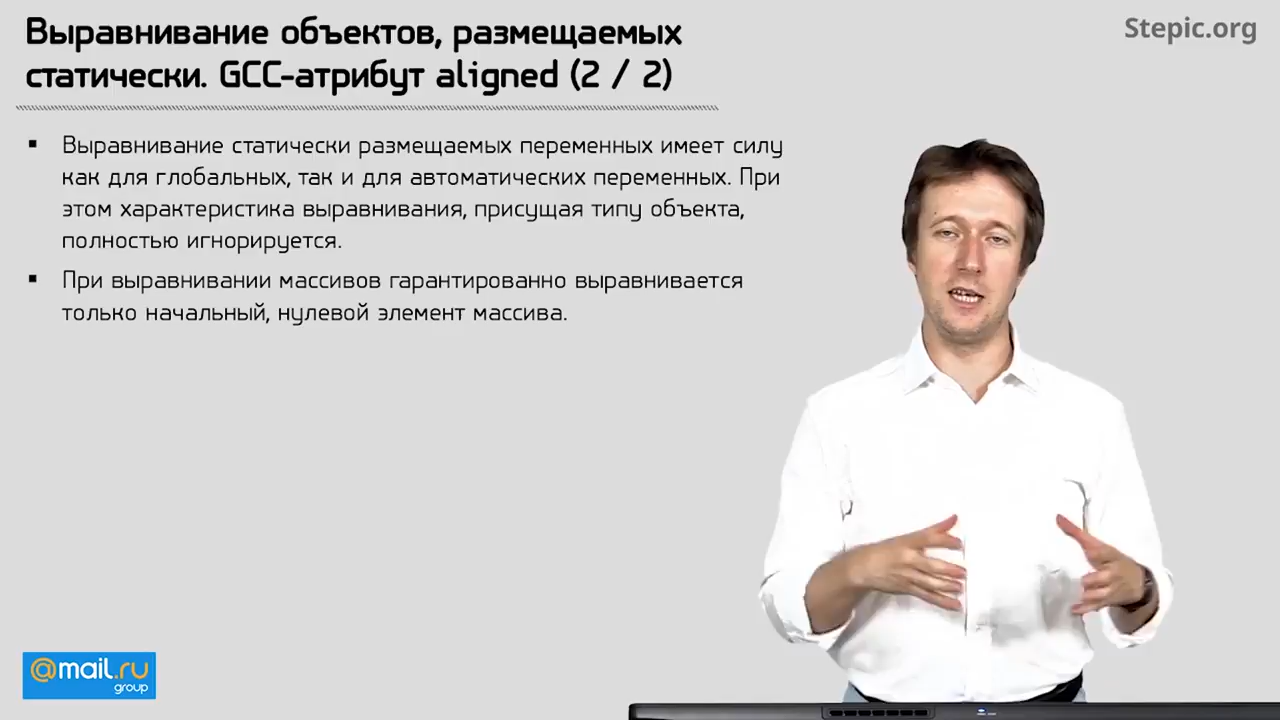 Выравнивание объектов, размещаемых
статически. GCC-атрибут aligned (2 / 2)
Stepic.org
▪ Выравнивание статически размещаемых переменных имеет силу
как для глобальных, так и для автоматических переменных. При
этом характеристика выравнивания, присущая типу объекта,
полностью игнорируется.
▪ При выравнивании массивов гарантированно выравнивается
только начальный, нулевой элемент массива.
@mail.ru
group